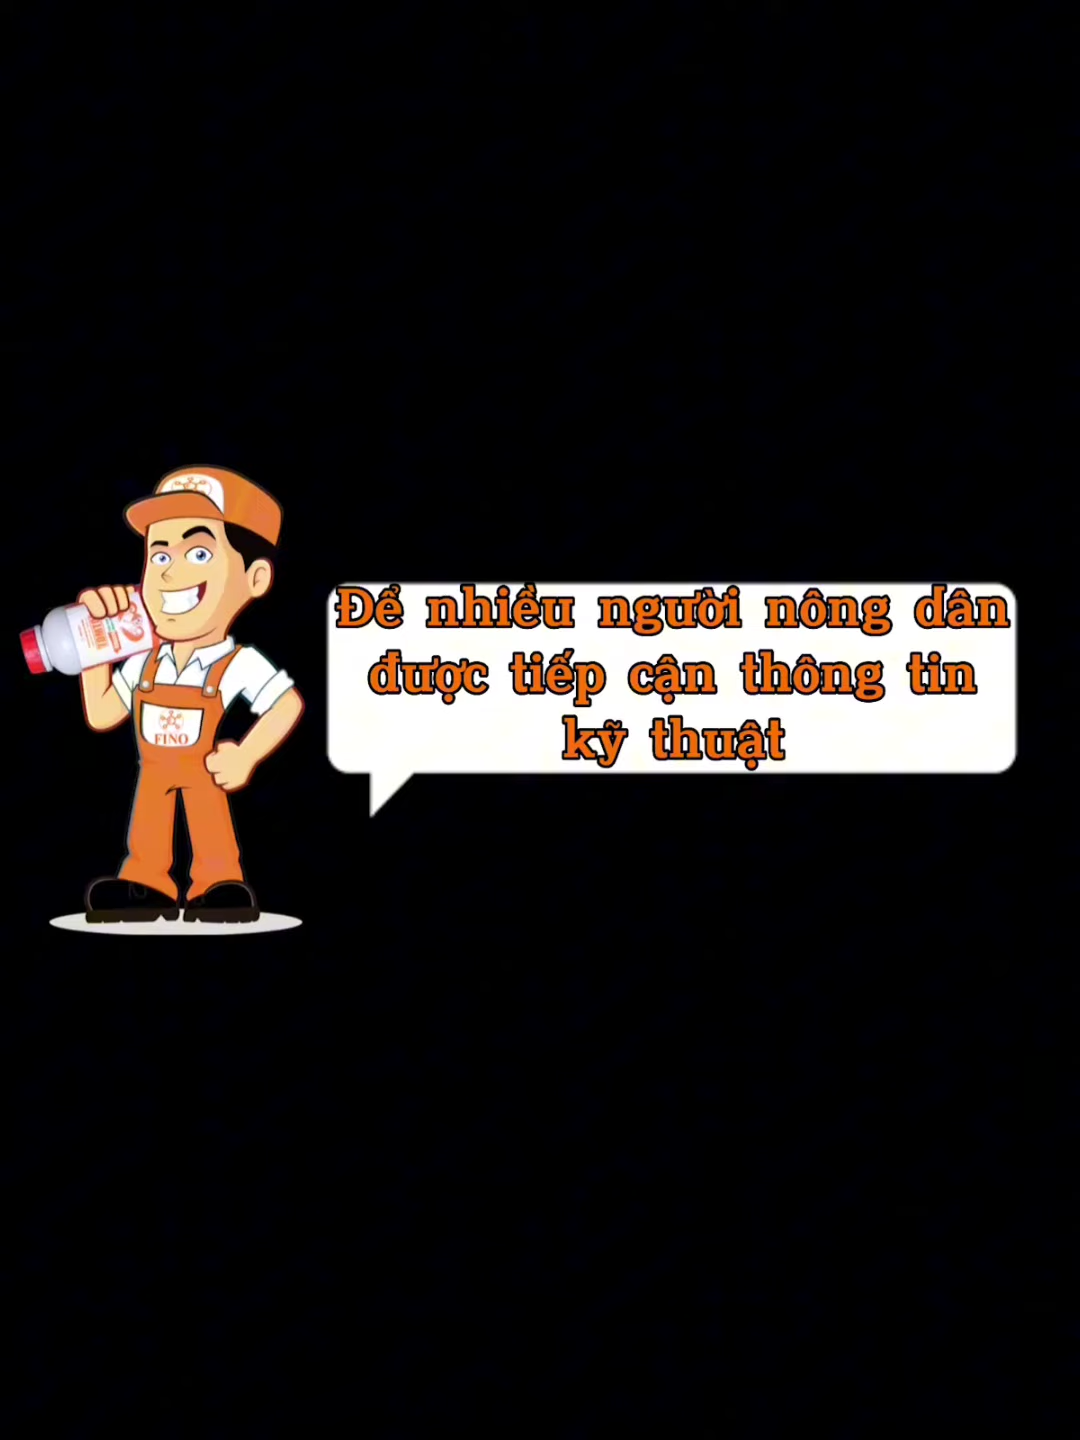 Để nhiều người nông dân
được tiếp cận thông tin
kỹ thuật
FINO